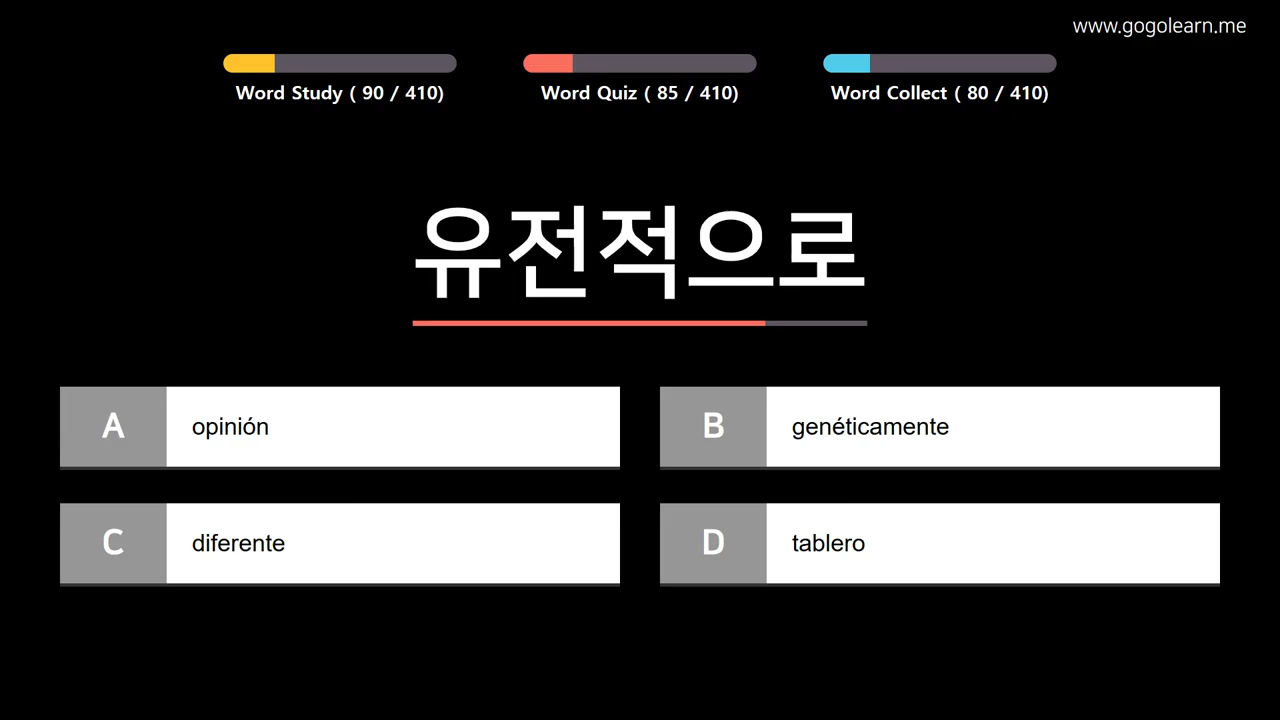 www.gogolearn.me
Word Study ( 90 / 410)
Word Quiz ( 85 / 410)
Word Collect ( 80 / 410)
유전적으로
A opinión
B genéticamente
C diferente
D tablero